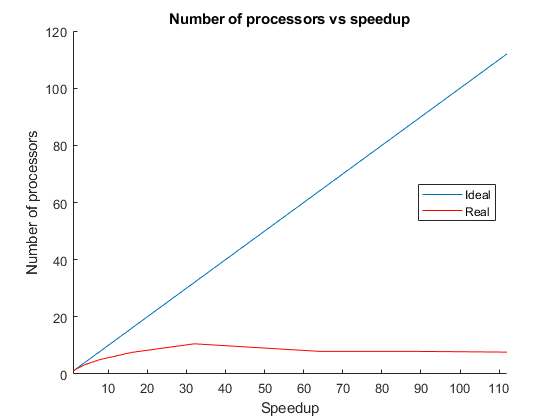 Number of processors vs speedup
120
100
80
60
40
20
0
Number of processors
Ideal
Real
10 20 30 40 50 60 70 80 90 100 110
Speedup